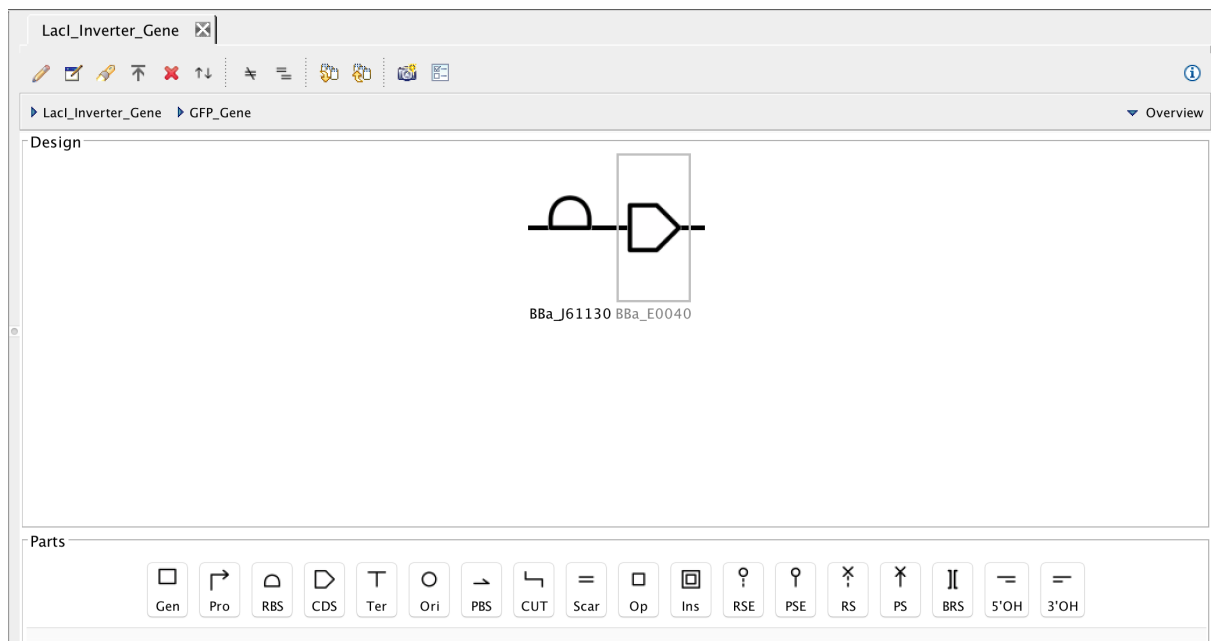 LacI_Inverter_Gene
LacI_Inverter_Gene GFP_Gene Overview
Design
BBa_J61130 BBa_E0040
Parts
Gen Pro RBS CDS Ter Ori PBS CUT Scar Op Ins RSE PSE RS PS BRS 5'OH 3'OH